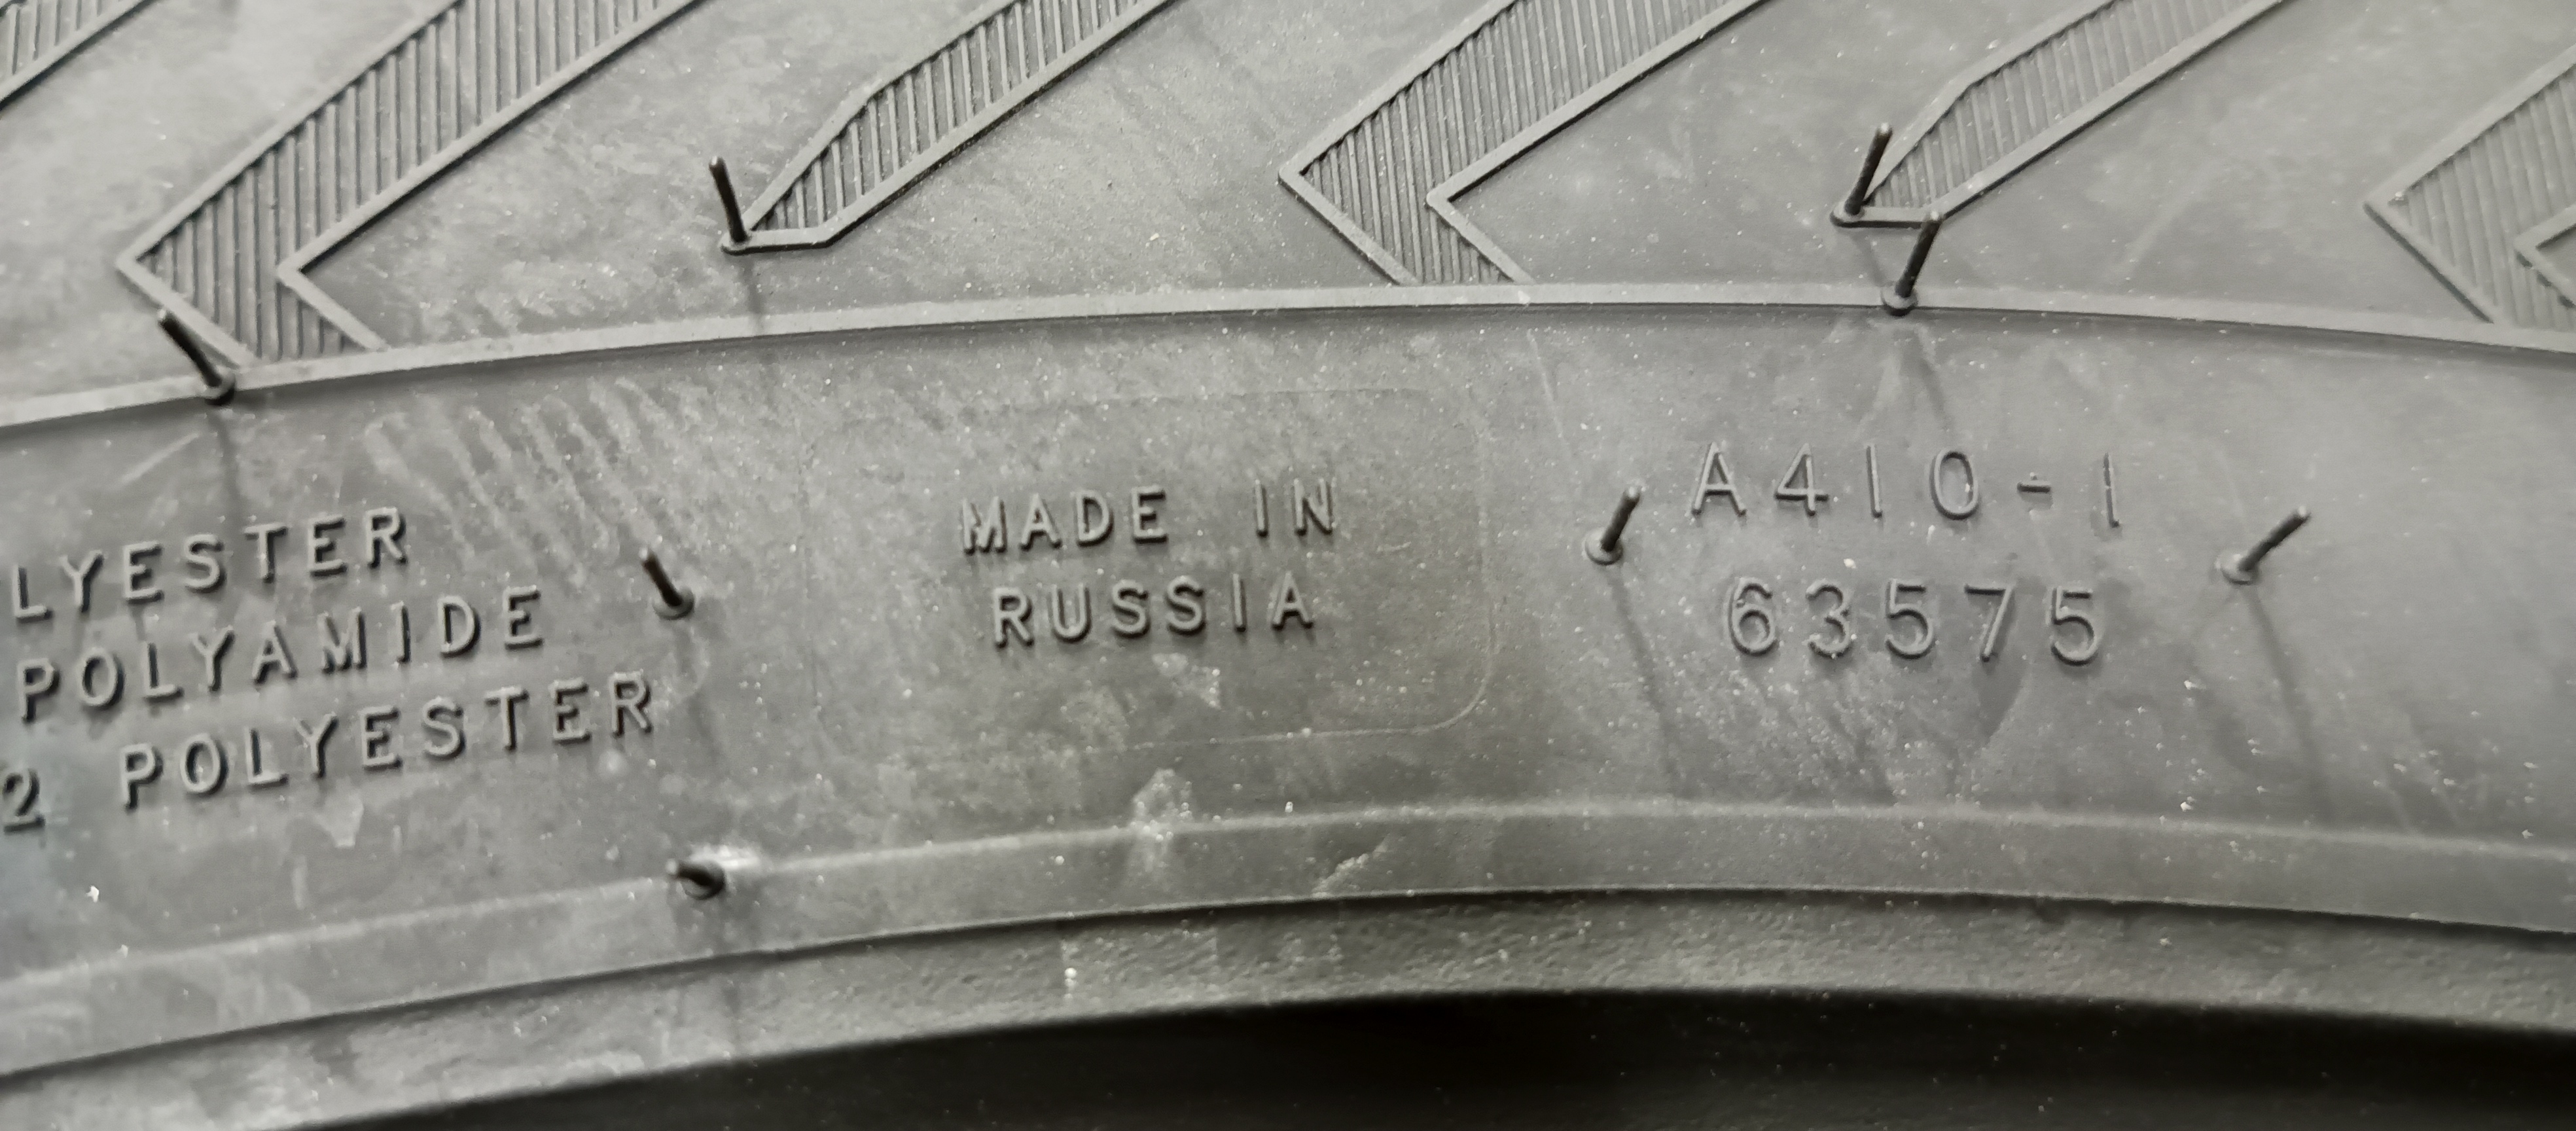 LYESTER
POLYAMIDE
2 POLYESTER
MADE IN
RUSSIA
A410-1
63575